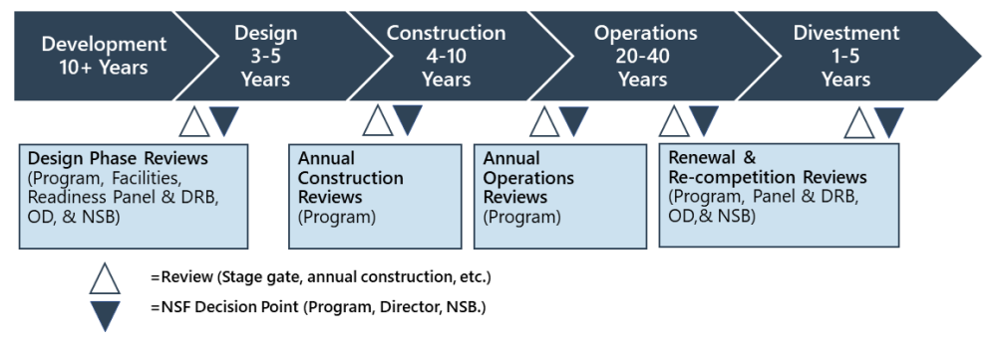 Development
10+ Years
Design
3-5
Years
Construction
4-10
Years
Operations
20-40
Years
Divestment
1-5
Years
Design Phase Reviews
(Program, Facilities,
Readiness Panel & DRB,
OD, & NSB)
Annual
Construction
Reviews
(Program)
Annual
Operations
Reviews
(Program)
Renewal &
Re-competition Reviews
(Program, Panel & DRB,
OD,& NSB)
=Review (Stage gate, annual construction, etc.)
=NSF Decision Point (Program, Director, NSB.)